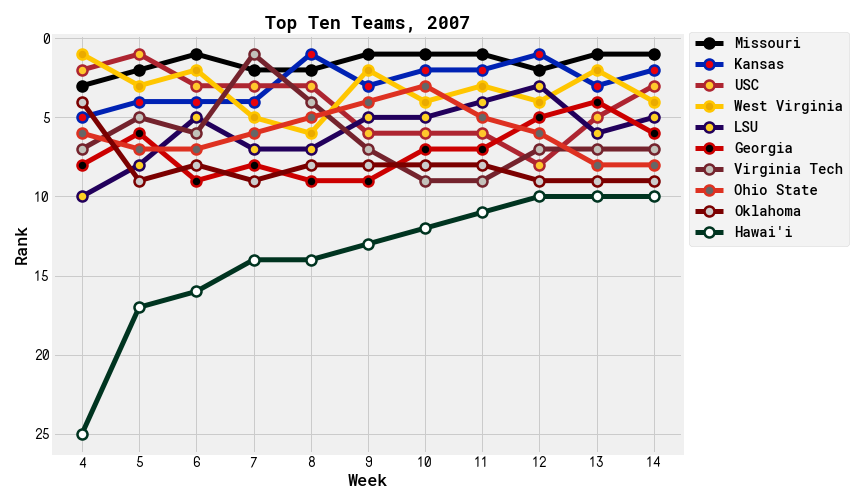 Top Ten Teams, 2007
0
5
10
15
20
25
Rank
4 5 6 7 8 9 10 11 12 13 14
Week
Missouri
Kansas
USC
West Virginia
LSU
Georgia
Virginia Tech
Ohio State
Oklahoma
Hawai'i